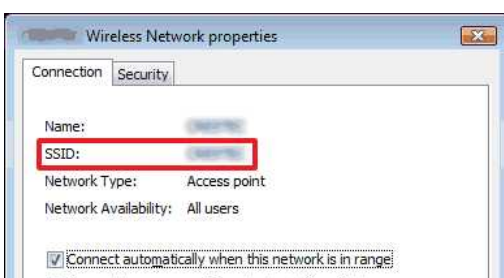 Wireless Network properties
Connection Security
Name:
SSID:
Network Type: Access point
Network Availability: All users
Connect automatically when this network is in range